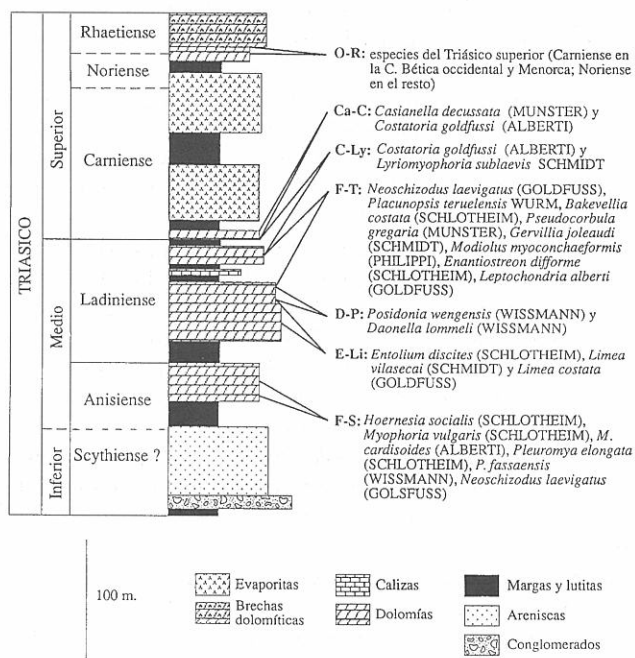 TRIASICO
Superior
Medio
Inferior
Rhaetiense
Noriense
Carniense
Ladiniense
Anisiense
Scythiense ?
O-R: especies del Triásico superior (Carniense en
la C. Bética occidental y Menorca; Noriense
en el resto)
Ca-C: Casianella decussata (MUNSTER) y
Costatoria goldfussi (ALBERTI)
C-Ly: Costatoria goldfussi (ALBERTI) y
Lyriomyophoria sublaevis SCHMIDT
F-T: Neoschizodus laevigatus (GOLDFUSS),
Placunopsis teruelensis WURM, Bakevellia
costata (SCHLOTHEIM), Pseudocorbula
gregaria (MUNSTER), Gervillia joleaudi
(SCHMIDT), Modiolus myoconchaeformis
(PHILIPPI), Enantiostreon difforme
(SCHLOTHEIM), Leptochondria alberti
(GOLDFUSS)
D-P: Posidonia wengensis (WISSMANN) y
Daonella lommeli (WISSMANN)
E-Li: Entolium discites (SCHLOTHEIM), Limea
vilasecai (SCHMIDT) y Limea costata
(GOLDFUSS)
F-S: Hoernesia socialis (SCHLOTHEIM),
Myophoria vulgaris (SCHLOTHEIM), M.
cardisoides (ALBERTI), Pleuromya elongata
(SCHLOTHEIM), P. fassaensis
(WISSMANN), Neoschizodus laevigatus
(GOLSFUSS)
100 m.
Evaporitas
Brechas
dolomíticas
Calizas
Dolomías
Margas y lutitas
Areniscas
Conglomerados